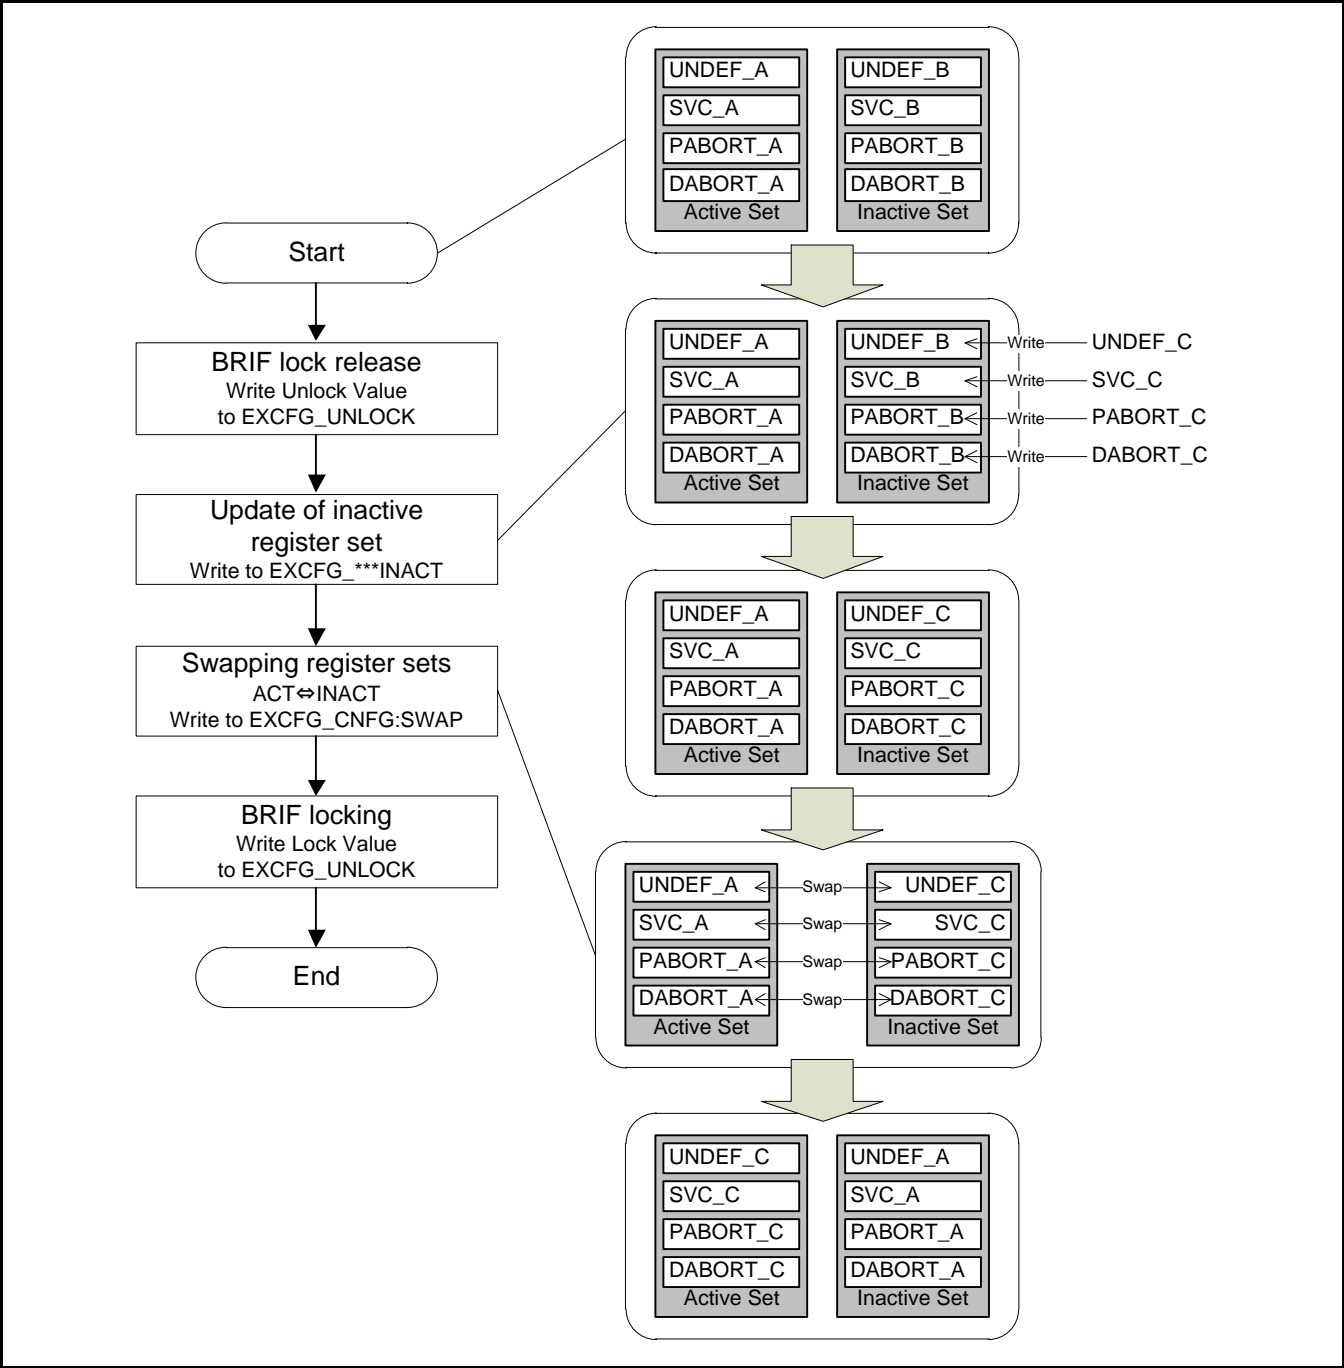 Start
BRIF lock release
Write Unlock Value
to EXCFG_UNLOCK
Update of inactive
register set
Write to EXCFG_***INACT
Swapping register sets
ACT⇔INACT
Write to EXCFG_CNFG:SWAP
BRIF locking
Write Lock Value
to EXCFG_UNLOCK
End
UNDEF_A
SVC_A
PABORT_A
DABORT_A
Active Set
UNDEF_B
SVC_B
PABORT_B
DABORT_B
Inactive Set
UNDEF_A
SVC_A
PABORT_A
DABORT_A
Active Set
UNDEF_B Write UNDEF_C
SVC_B Write SVC_C
PABORT_B Write PABORT_C
DABORT_B Write DABORT_C
Inactive Set
UNDEF_A
SVC_A
PABORT_A
DABORT_A
Active Set
UNDEF_C
SVC_C
PABORT_C
DABORT_C
Inactive Set
UNDEF_A Swap UNDEF_C
SVC_A Swap SVC_C
PABORT_A Swap PABORT_C
DABORT_A Swap DABORT_C
Active Set Inactive Set
UNDEF_C
SVC_C
PABORT_C
DABORT_C
Active Set
UNDEF_A
SVC_A
PABORT_A
DABORT_A
Inactive Set